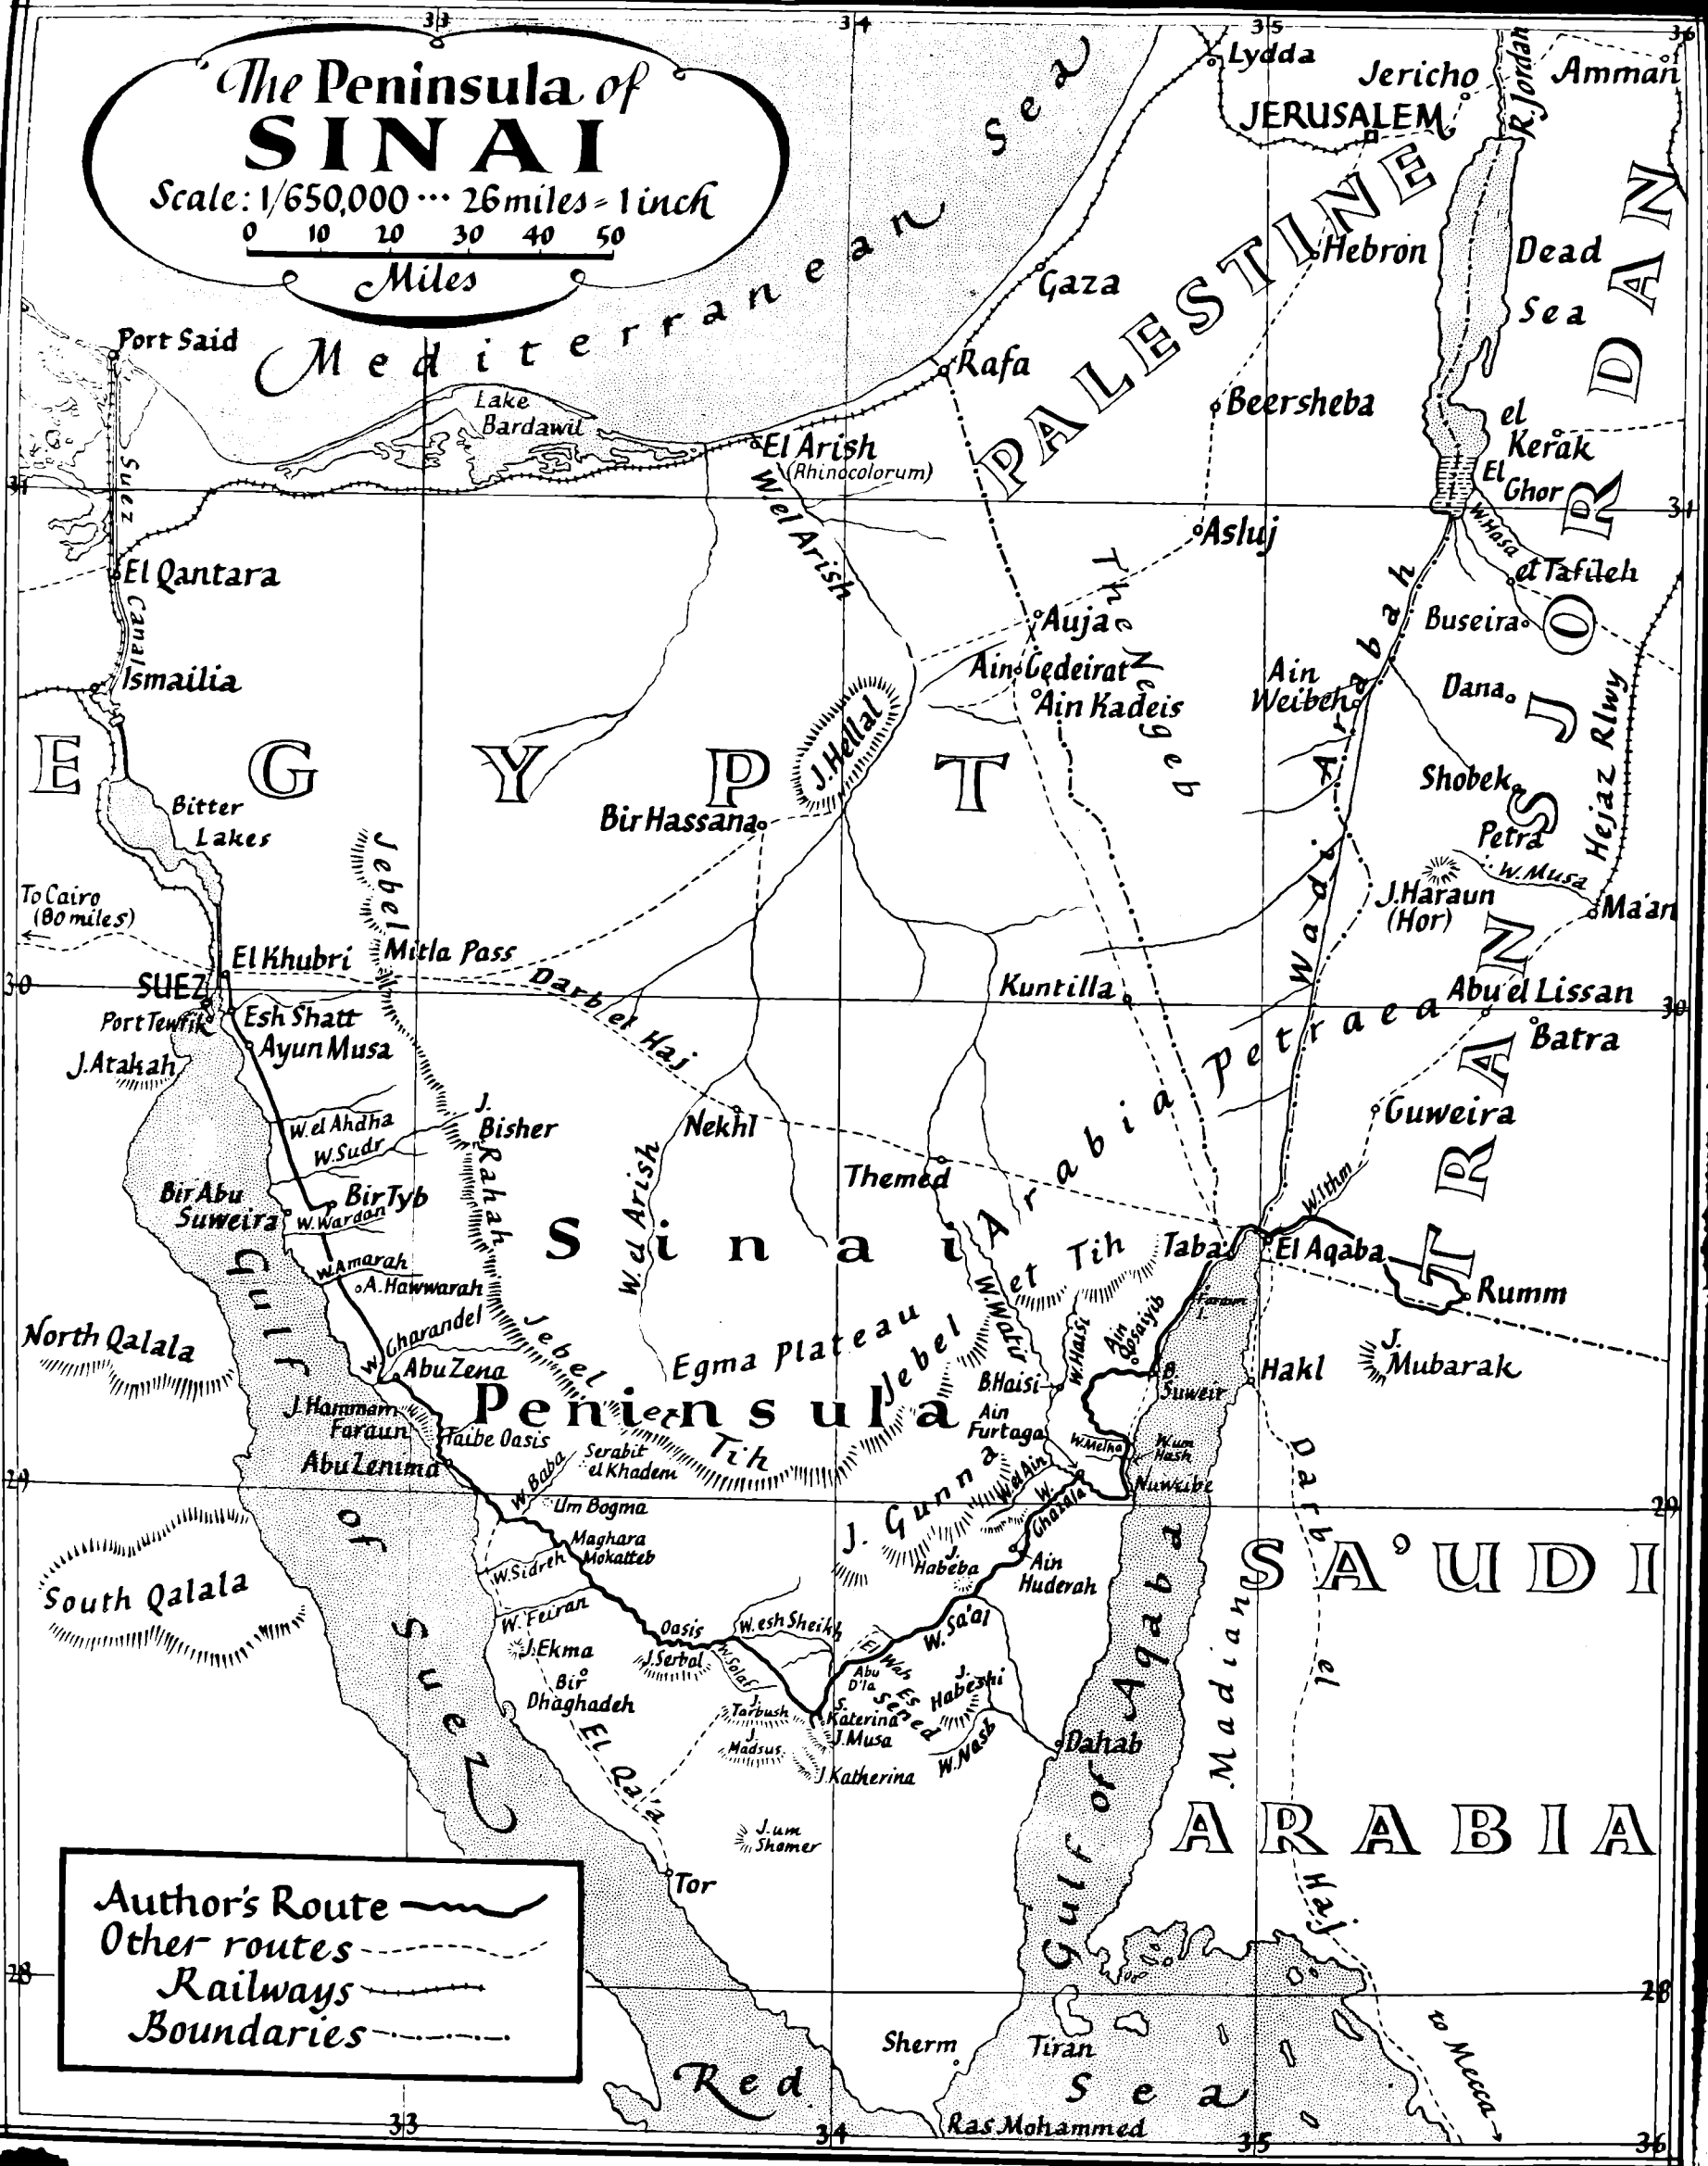 33
34
35
36
The Peninsula of
SINAI
Scale: 1/650,000 ··· 26 miles = 1 inch
0 10 20 30 40 50
Miles
Mediterranean Sea
Lydda
Jericho
R. Jordan
Amman
JERUSALEM
PALESTINE
Hebron
Dead
Sea
Gaza
Port Said
Rafa
Lake
Bardawil
Beersheba
el
Kerak
El Arish
(Rhinocolorum)
El
Ghor
31
31
Suez Canal
W. el Arish
Asluj
W. Hasa
et Tafileh
El Qantara
The Negeb
Auja
Buseira
Ain Gedeirat
Ain Kadeis
Ain
Weibeh
Dana
Ismailia
J. Hellal
Wadi Arabah
TRANSJORDAN
Hejaz Rlwy
EGYPT
Shobek
Bitter
Lakes
Bir Hassana
Petra
W. Musa
J. Haraun
(Hor)
Ma'an
To Cairo
(80 miles)
Jebel
Mitla Pass
El Khubri
30
SUEZ
Darb el Haj
Kuntilla
Abu el Lissan
30
Port Tewfik
Esh Shatt
Ayun Musa
Batra
J. Atakah
Arabia Petraea
W. el Ahdha
J.
Bisher
Nekhl
Guweira
W. Sudr
Rahah
Themed
W. Ithm
Bir Abu
Suweira
Bir Tyb
W. Wardan
W. el Arish
Sinai
Peninsula
Taba
El Aqaba
W. Amarah
A. Hawwarah
Rumm
Gulf of Suez
Jebel et Tih
W. Watir
W. Haisi
Ain
Qosaiyib
Faraun
I.
North Qalala
W. Gharandel
Jebel
et
Tih
Egma Plateau
J.
Mubarak
Abu Zena
B. Haisi
B.
Suweir
Hakl
J. Hammam
Faraun
Taibe Oasis
Ain
Furtaga
W. Melha
W. um
Hash
Abu Zenima
Serabit
el Khadem
W. Baba
29
29
J. Gunna
W. el Ain
W.
Ghazala
Nuweibe
Um Bogma
Darb el Haj
Maghara
Mokatteb
W. Sidreh
J.
Habeba
Ain
Huderah
SA'UDI
South Qalala
W. Feiran
Oasis
W. esh Sheikh
W. Sa'al
J. Ekma
J. Serbal
W. Solaf
El
Wah
Es
Sened
Abu
D'la
J.
Habeshi
Bir
Dhaghadeh
J.
Tarbush
S.
Katerina
J. Musa
J.
Madsus
J. Katherina
W. Nasb
Dahab
Madian
Gulf of Aqaba
El Qa'a
ARABIA
J. um
Shomer
Tor
Author's Route
Other routes
Railways
Boundaries
28
28
Sherm
Tiran
to Mecca
Red Sea
Ras Mohammed
33
34
35
36